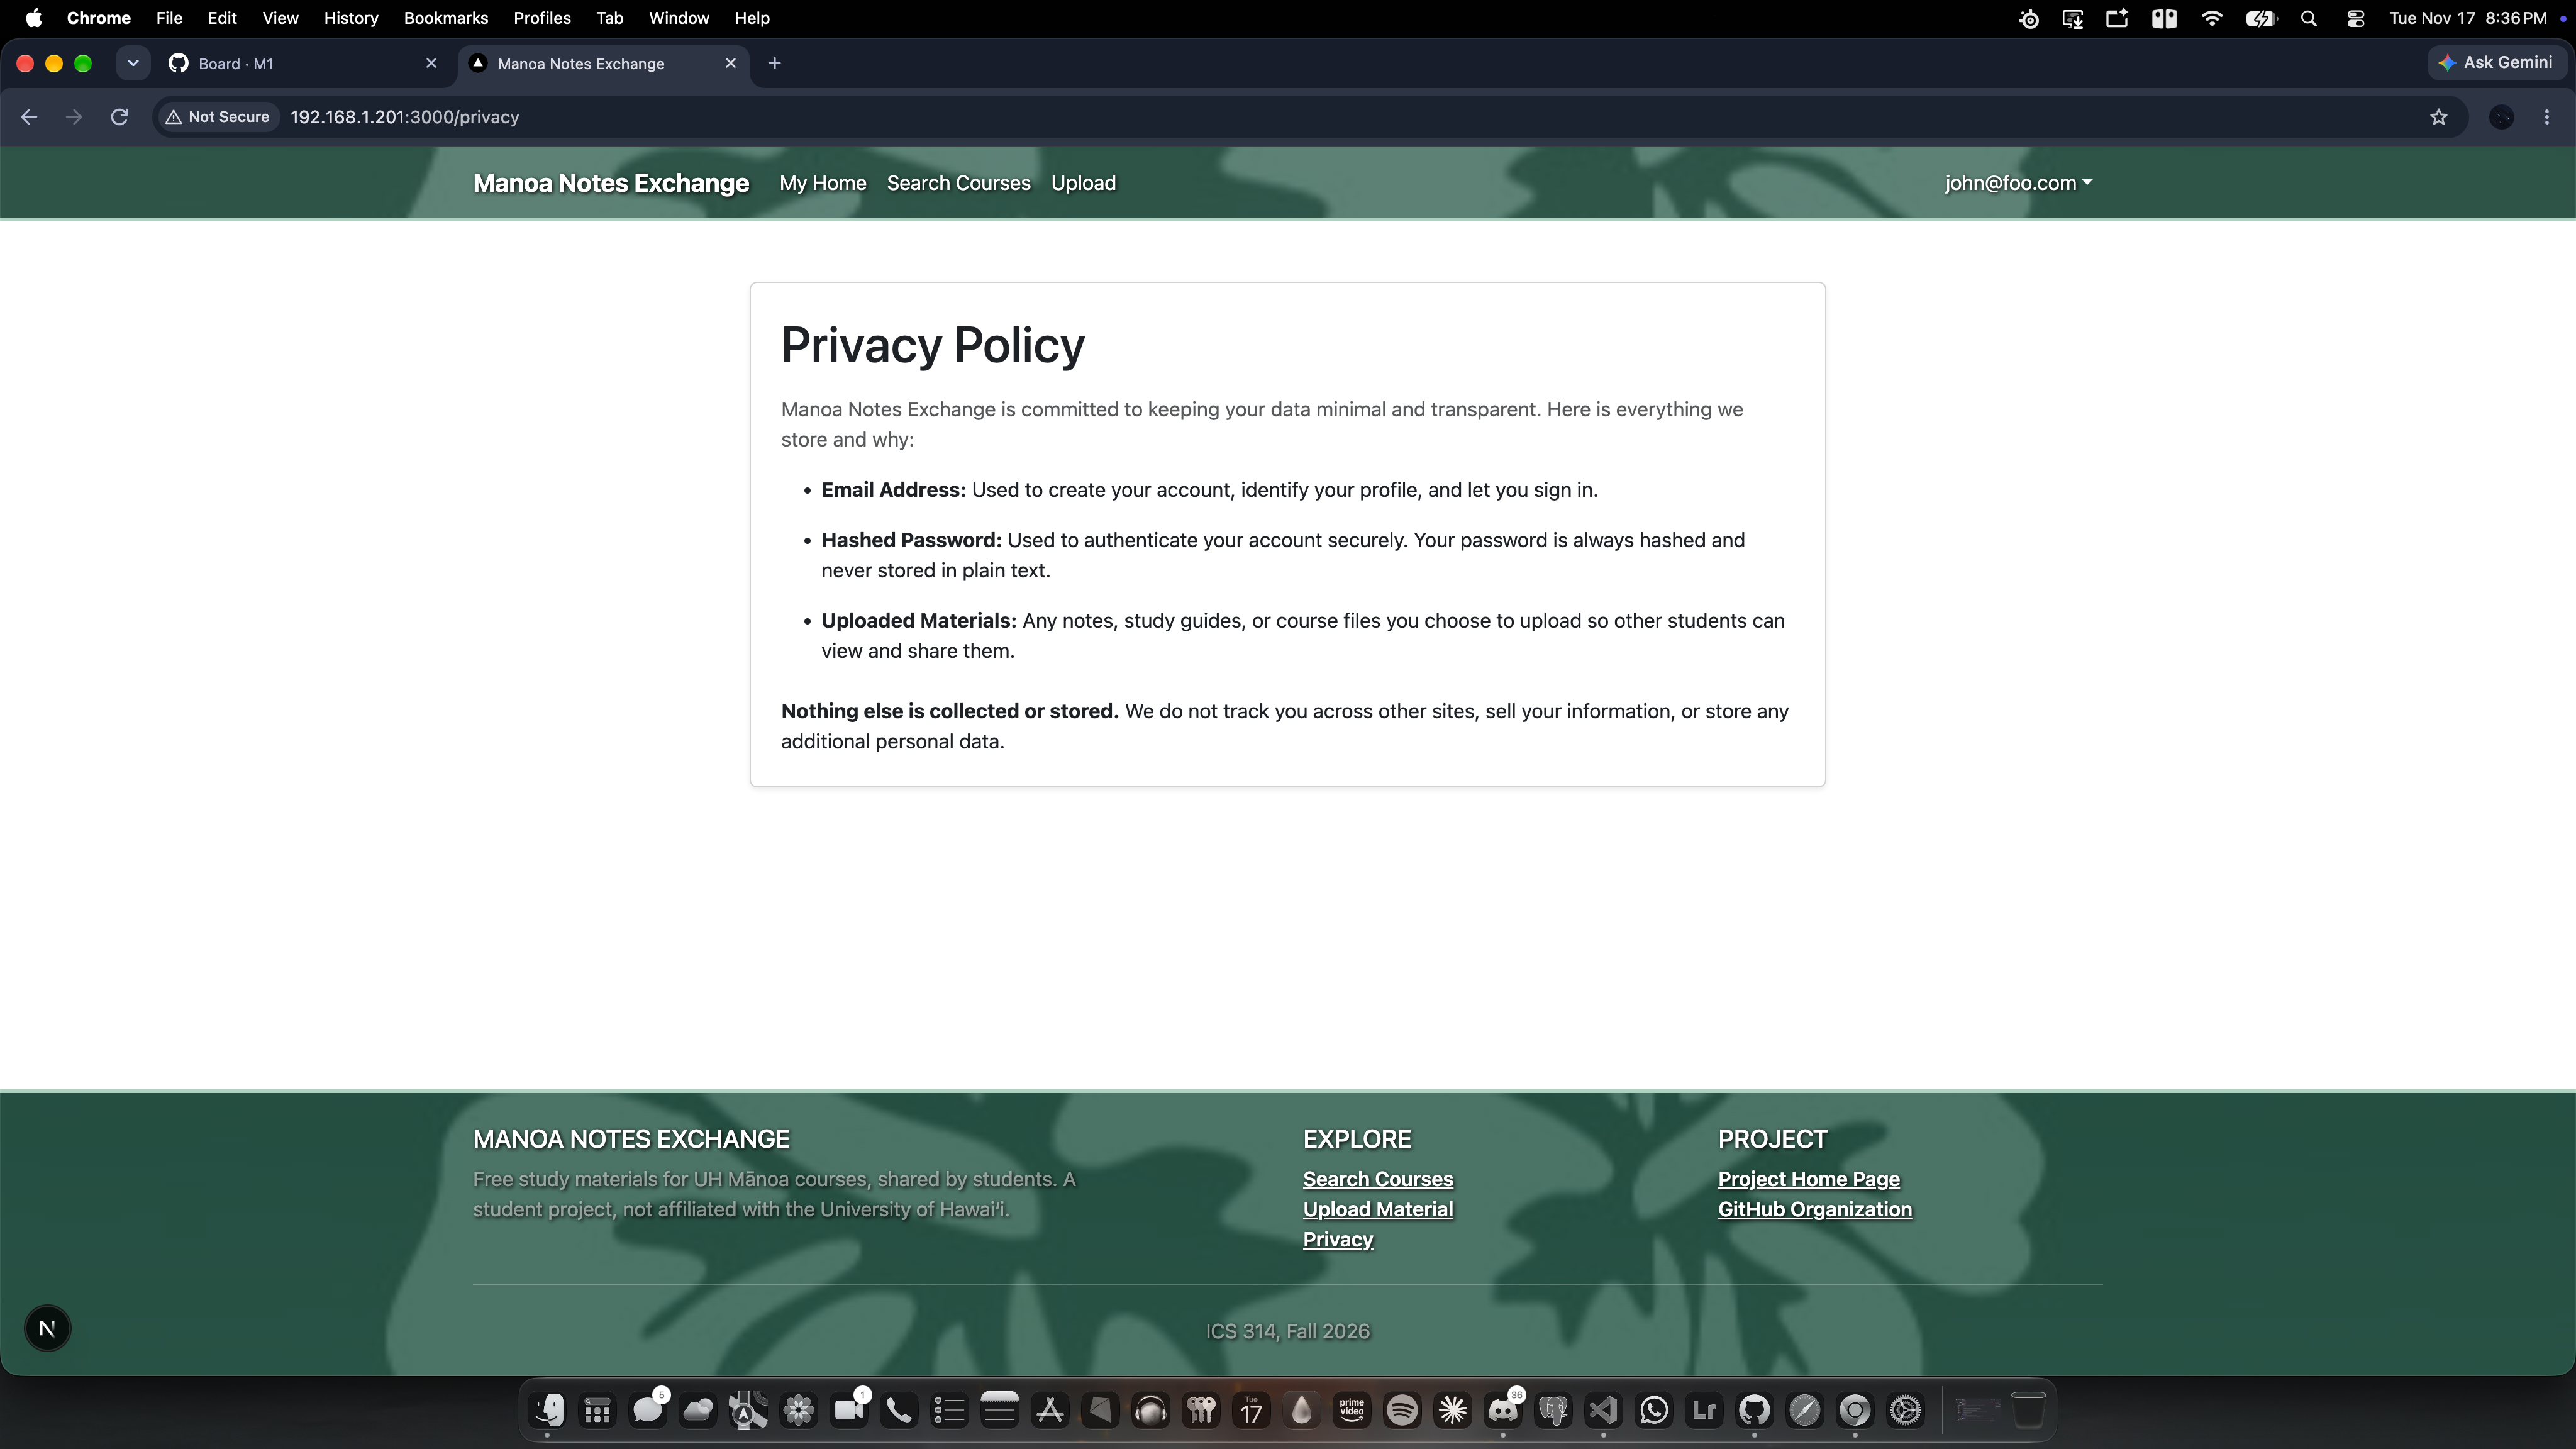 Chrome File Edit View History Bookmarks Profiles Tab Window Help Tue Nov 17 8:36 PM
Board · M1 Manoa Notes Exchange Ask Gemini
Not Secure 192.168.1.201:3000/privacy
Manoa Notes Exchange My Home Search Courses Upload john@foo.com
Privacy Policy
Manoa Notes Exchange is committed to keeping your data minimal and transparent. Here is everything we
store and why:
• Email Address: Used to create your account, identify your profile, and let you sign in.
• Hashed Password: Used to authenticate your account securely. Your password is always hashed and
never stored in plain text.
• Uploaded Materials: Any notes, study guides, or course files you choose to upload so other students can
view and share them.
Nothing else is collected or stored. We do not track you across other sites, sell your information, or store any
additional personal data.
MANOA NOTES EXCHANGE
Free study materials for UH Mānoa courses, shared by students. A
student project, not affiliated with the University of Hawaiʻi.
EXPLORE
Search Courses
Upload Material
Privacy
PROJECT
Project Home Page
GitHub Organization
ICS 314, Fall 2026
N
5
1
Tue
17
prime
video
36
Lr